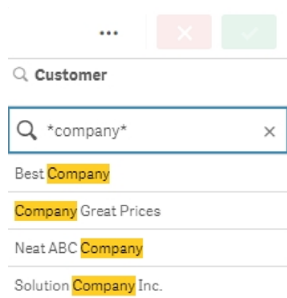 Customer
*company*
Best Company
Company Great Prices
Neat ABC Company
Solution Company Inc.